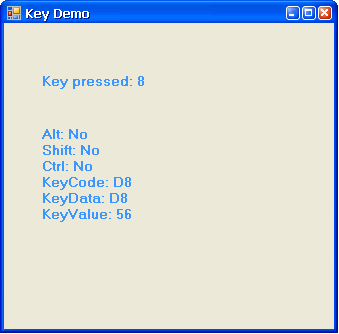 Key Demo
Key pressed: 8
Alt: No
Shift: No
Ctrl: No
KeyCode: D8
KeyData: D8
KeyValue: 56